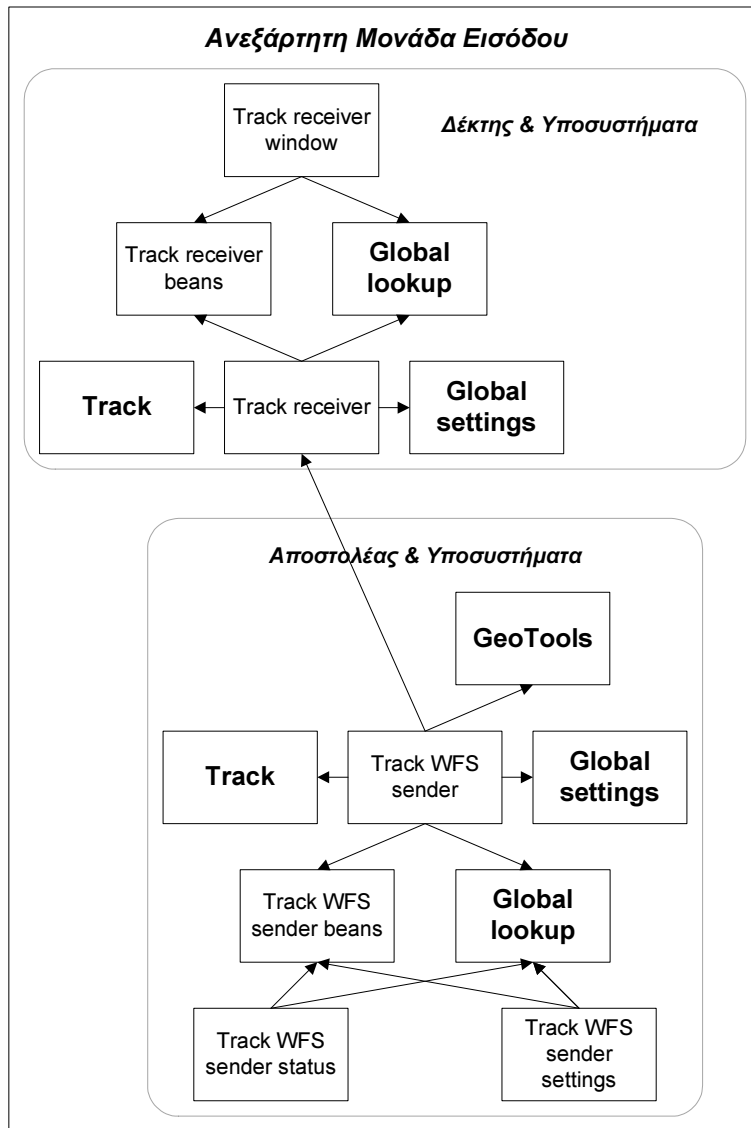 Ανεξάρτητη Μονάδα Εισόδου
Δέκτης & Υποσυστήματα
Track receiver
window
Track receiver
beans
Global
lookup
Track
Track receiver
Global
settings
Αποστολέας & Υποσυστήματα
GeoTools
Track
Track WFS
sender
Global
settings
Track WFS
sender beans
Global
lookup
Track WFS
sender status
Track WFS
sender
settings